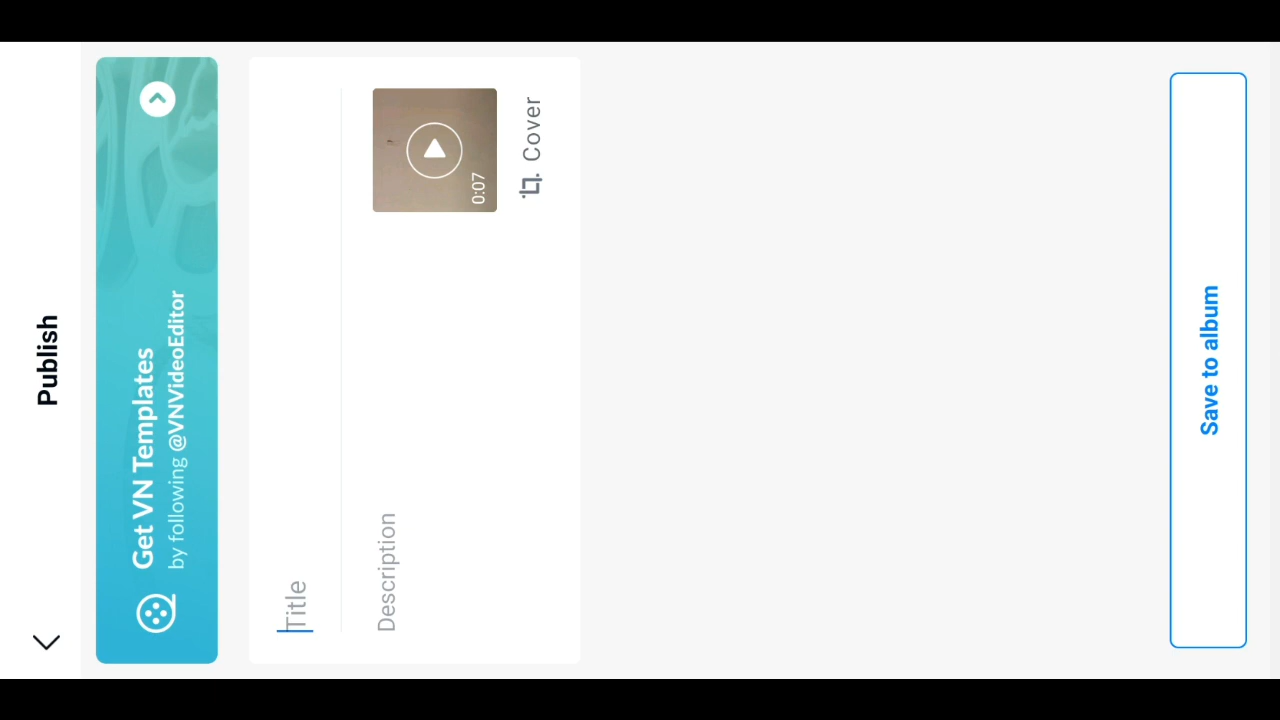 Publish
Get VN Templates
by following @VNVideoEditor
Title
Description
0:07
Cover
Save to album